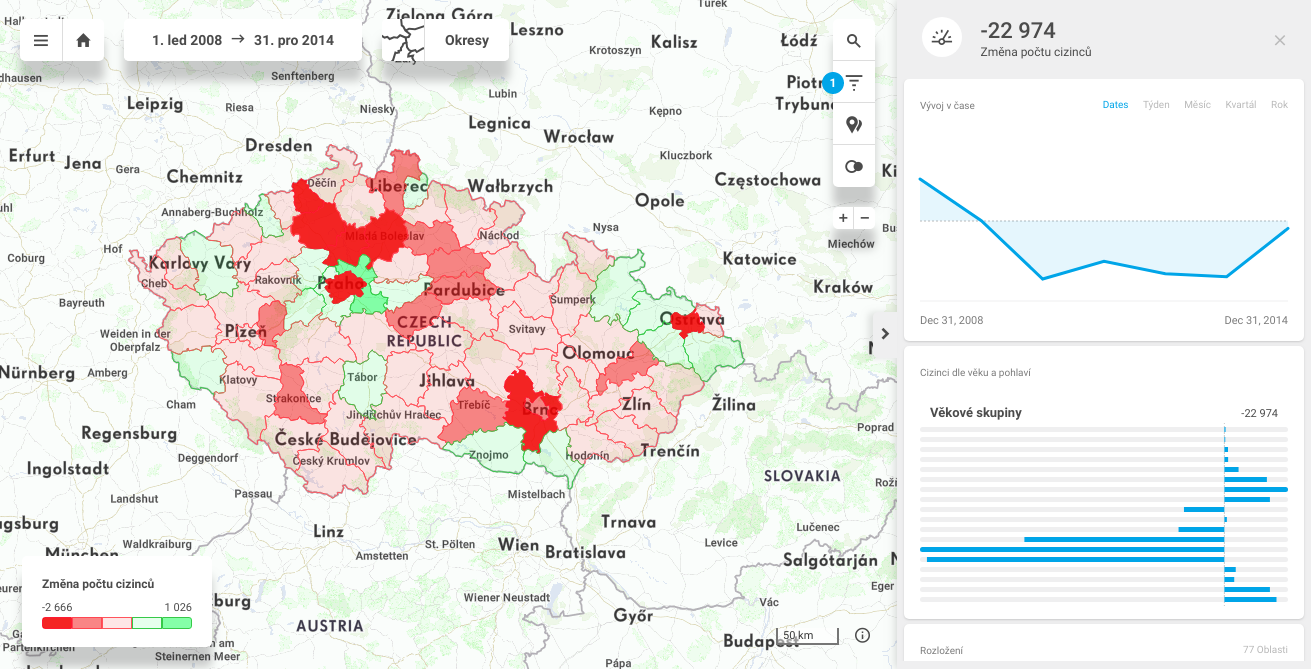 1. led 2008 → 31. pro 2014
Okresy
Zielona Góra
Leszno
Krotoszyn
Kalisz
Łódź
Turek
Senftenberg
Piotr
Trybun
1
Leipzig
Riesa
Niesky
Lubin
Kępno
Legnica
Wrocław
Dresden
Erfurt
Jena
Gera
Chemnitz
Kluczbork
Częstochowa
Děčín
Liberec
Wałbrzych
Opole
Annaberg-Buchholz
Mladá Boleslav
Náchod
Nysa
Miechów
Hof
Coburg
Karlovy Vary
Cheb
Rakovník
Praha
Pardubice
Šumperk
Katowice
Kraków
Bayreuth
Weiden in der
Oberpfalz
Plzeň
CZECH
REPUBLIC
Svitavy
Ostrava
Nürnberg
Amberg
Klatovy
Tábor
Jihlava
Olomouc
Cham
Strakonice
Jindřichův Hradec
Třebíč
Brno
Zlín
Žilina
Regensburg
České Budějovice
Poprad
Deggendorf
Český Krumlov
Znojmo
Hodonín
Trenčín
Ingolstadt
SLOVAKIA
Landshut
Passau
Mistelbach
Linz
Trnava
Lučenec
Waldkraiburg
München
Amstetten
St. Pölten
Wien
Bratislava
Levice
Salgótarján
Eger
Wiener Neustadt
Vác
Győr
AUSTRIA
Budapest
Steinernen Meer
Partenkirchen
Pápa
Změna počtu cizinců
-2 666
1 026
+ −
50 km
-22 974
Změna počtu cizinců
Vývoj v čase
Dates Týden Měsíc Kvartál Rok
Dec 31, 2008
Dec 31, 2014
Cizinci dle věku a pohlaví
Věkové skupiny
-22 974
Rozložení
77 Oblasti